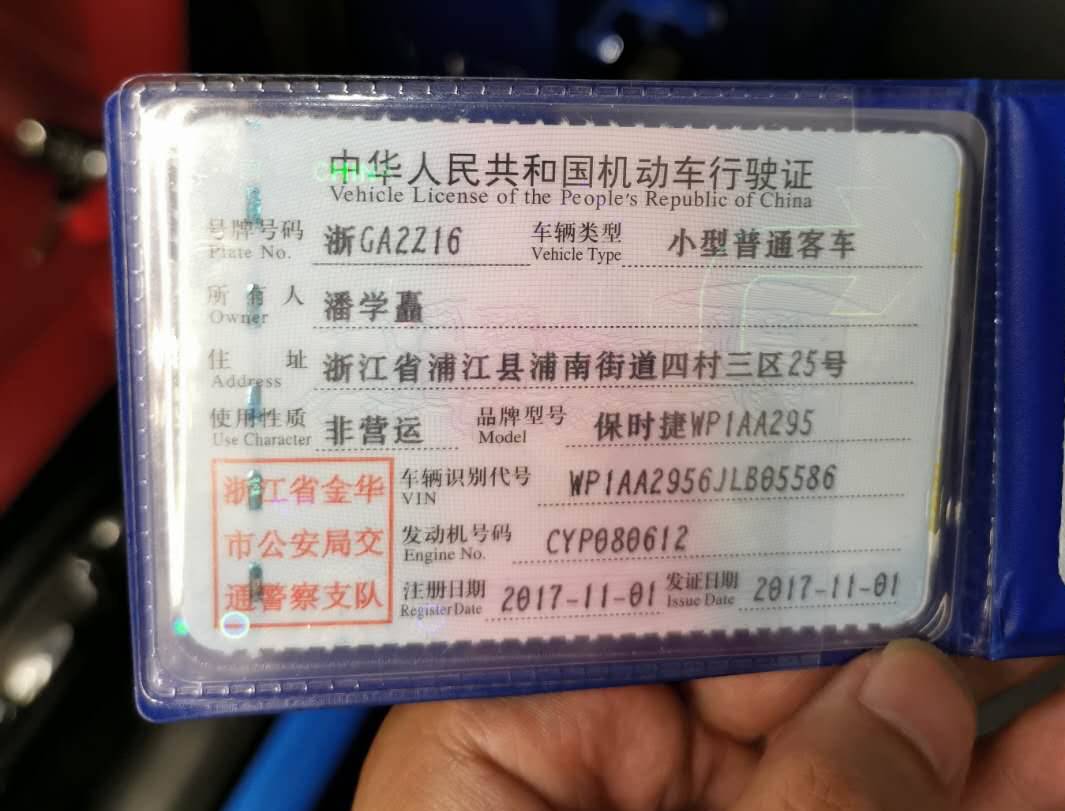 中华人民共和国机动车行驶证
Vehicle License of the People's Republic of China
号牌号码 浙GA2Z16 车辆类型 小型普通客车
Plate No. Vehicle Type
所有人 潘学矗
Owner
住址 浙江省浦江县浦南街道四村三区25号
Address
使用性质 非营运 品牌型号 保时捷WP1AA295
Use Character Model
浙江省金华 车辆识别代号 WP1AA2956JLB05586
VIN
市公安局交 发动机号码 CYP080612
Engine No.
通警察支队 注册日期 2017-11-01 发证日期 2017-11-01
Register Date Issue Date